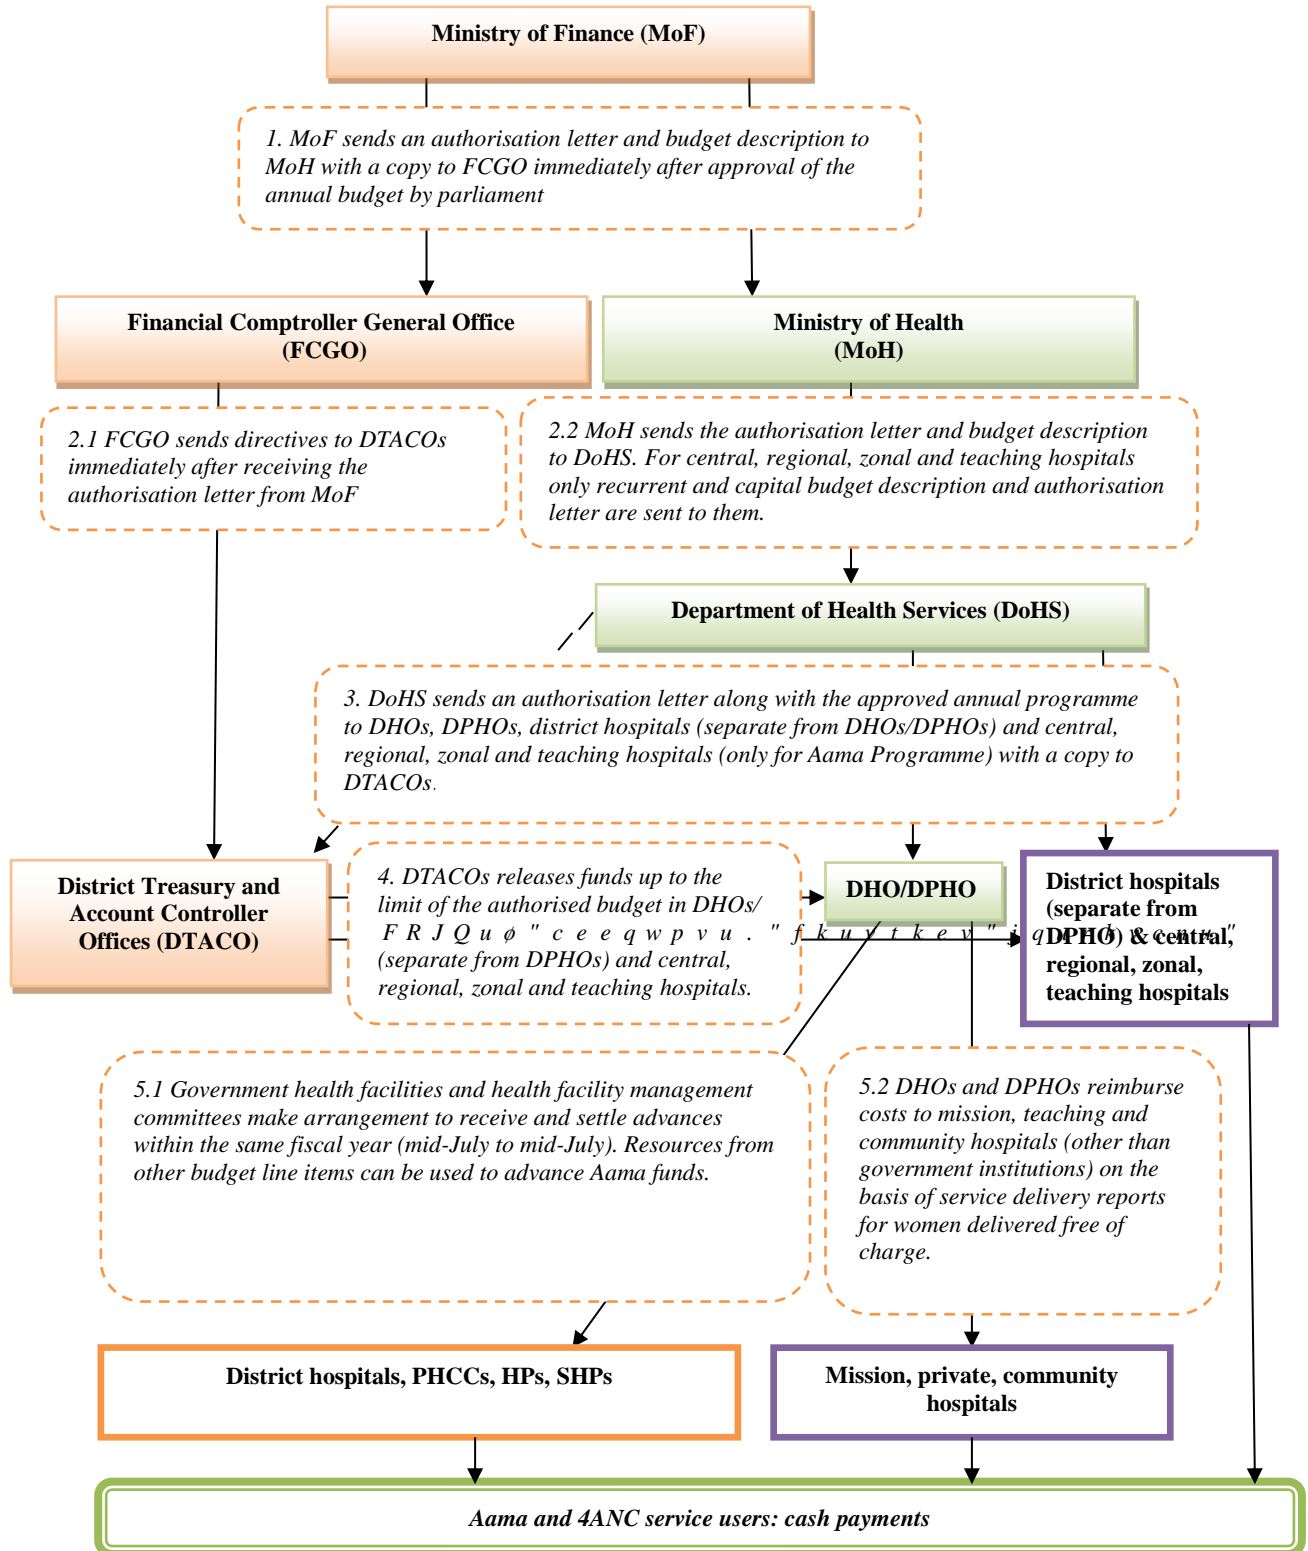 Ministry of Finance (MoF)
1. MoF sends an authorisation letter and budget description to
MoH with a copy to FCGO immediately after approval of the
annual budget by parliament
Financial Comptroller General Office
(FCGO)
Ministry of Health
(MoH)
2.1 FCGO sends directives to DTACOs
immediately after receiving the
authorisation letter from MoF
2.2 MoH sends the authorisation letter and budget description
to DoHS. For central, regional, zonal and teaching hospitals
only recurrent and capital budget description and authorisation
letter are sent to them.
Department of Health Services (DoHS)
3. DoHS sends an authorisation letter along with the approved annual programme
to DHOs, DPHOs, district hospitals (separate from DHOs/DPHOs) and central,
regional, zonal and teaching hospitals (only for Aama Programme) with a copy to
DTACOs.
District Treasury and
Account Controller
Offices (DTACO)
4. DTACOs releases funds up to the
limit of the authorised budget in DHOs/
F R J Q u ø " c e e q w p v u . " f k u v t k e v "
(separate from DPHOs) and central,
regional, zonal and teaching hospitals.
DHO/DPHO
District hospitals
(separate from
DPHO) & central,
regional, zonal,
teaching hospitals
5.1 Government health facilities and health facility management
committees make arrangement to receive and settle advances
within the same fiscal year (mid-July to mid-July). Resources from
other budget line items can be used to advance Aama funds.
5.2 DHOs and DPHOs reimburse
costs to mission, teaching and
community hospitals (other than
government institutions) on the
basis of service delivery reports
for women delivered free of
charge.
District hospitals, PHCCs, HPs, SHPs
Mission, private, community
hospitals
Aama and 4ANC service users: cash payments